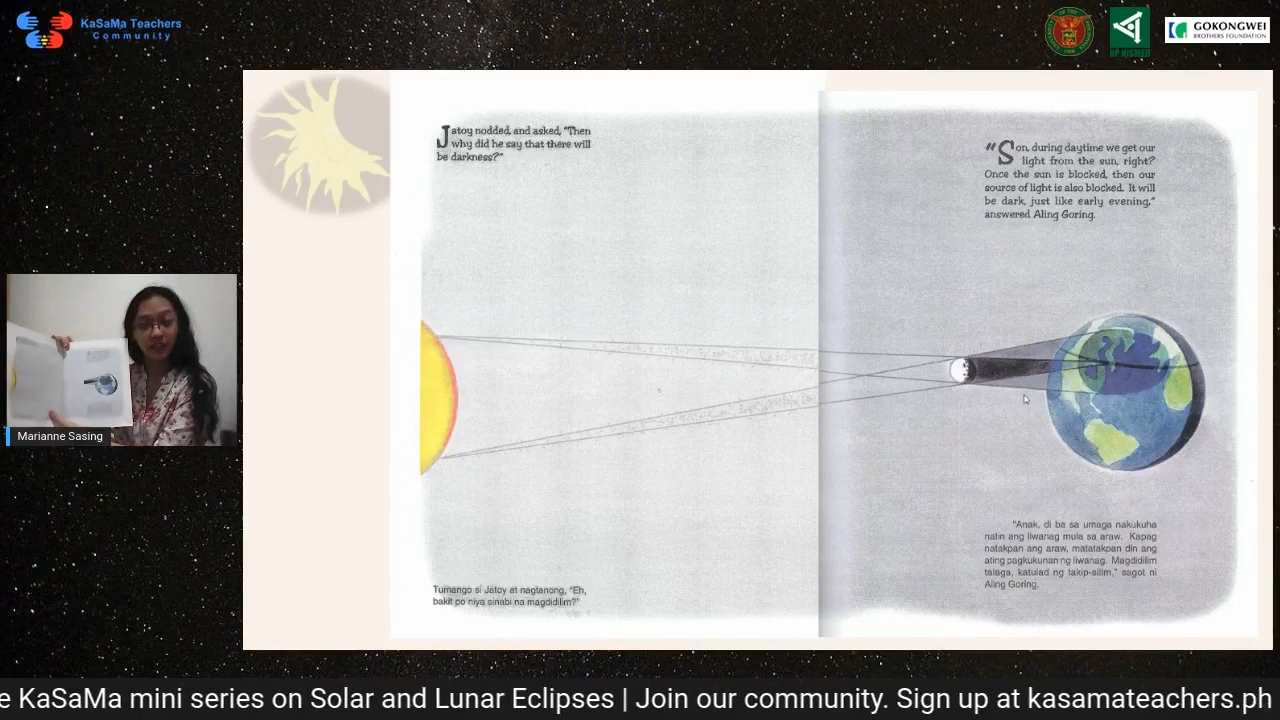 KaSaMa Teachers
Community
UP NISMED
GOKONGWEI
BROTHERS FOUNDATION
Jatoy nodded, and asked, "Then
why did he say that there will
be darkness?"
"Son, during daytime we get our
light from the sun, right?
Once the sun is blocked, then our
source of light is also blocked. It will
be dark, just like early evening,"
answered Aling Goring.
Marianne Sasing
"Anak, di ba sa umaga nakukuha
natin ang liwanag mula sa araw. Kapag
natakpan ang araw, matatakpan din ang
ating pagkukunan ng liwanag. Magdidilim
talaga, katulad ng takip-silim," sagot ni
Aling Goring.
Tumango si Jatoy at nagtanong, "Eh,
bakit po niya sinabi na magdidilim?"
e KaSaMa mini series on Solar and Lunar Eclipses | Join our community. Sign up at kasamateachers.ph